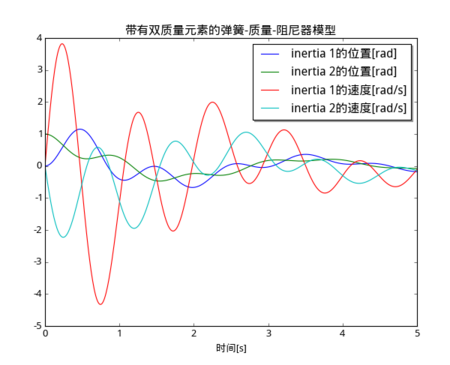 带有双质量元素的弹簧-质量-阻尼器模型
inertia 1的位置[rad]
inertia 2的位置[rad]
inertia 1的速度[rad/s]
inertia 2的速度[rad/s]
4
3
2
1
0
-1
-2
-3
-4
-5
0 1 2 3 4 5
时间[s]